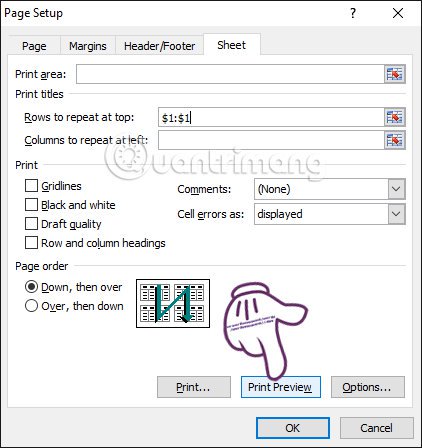 Page Setup
? ×
Page Margins Header/Footer Sheet
Print area:
Print titles
Rows to repeat at top: $1:$1
Columns to repeat at left:
Quantrimang
Print
Gridlines
Black and white
Draft quality
Row and column headings
Comments: (None)
Cell errors as: displayed
Page order
Down, then over
Over, then down
Print... Print Preview Options...
OK Cancel